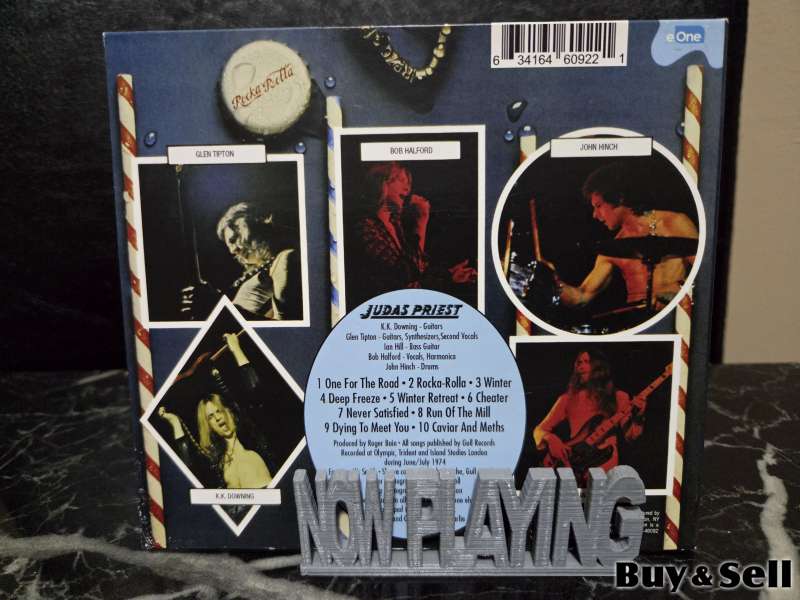 6 34164 60922 1
eOne
Rocka Rolla
GLEN TIPTON
BOB HALFORD
JOHN HINCH
K.K. DOWNING
JUDAS PRIEST
K.K. Downing - Guitars
Glen Tipton - Guitars, Synthesizers,Second Vocals
Ian Hill - Bass Guitar
Bob Halford - Vocals, Harmonica
John Hinch - Drums
1 One For The Road • 2 Rocka-Rolla • 3 Winter
4 Deep Freeze • 5 Winter Retreat • 6 Cheater
7 Never Satisfied • 8 Run Of The Mill
9 Dying To Meet You • 10 Caviar And Meths
Produced by Roger Bain • All songs published by Gull Records
Recorded at Olympic, Trident and Island Studios London
during June/July 1974
NOW PLAYING
Buy & Sell